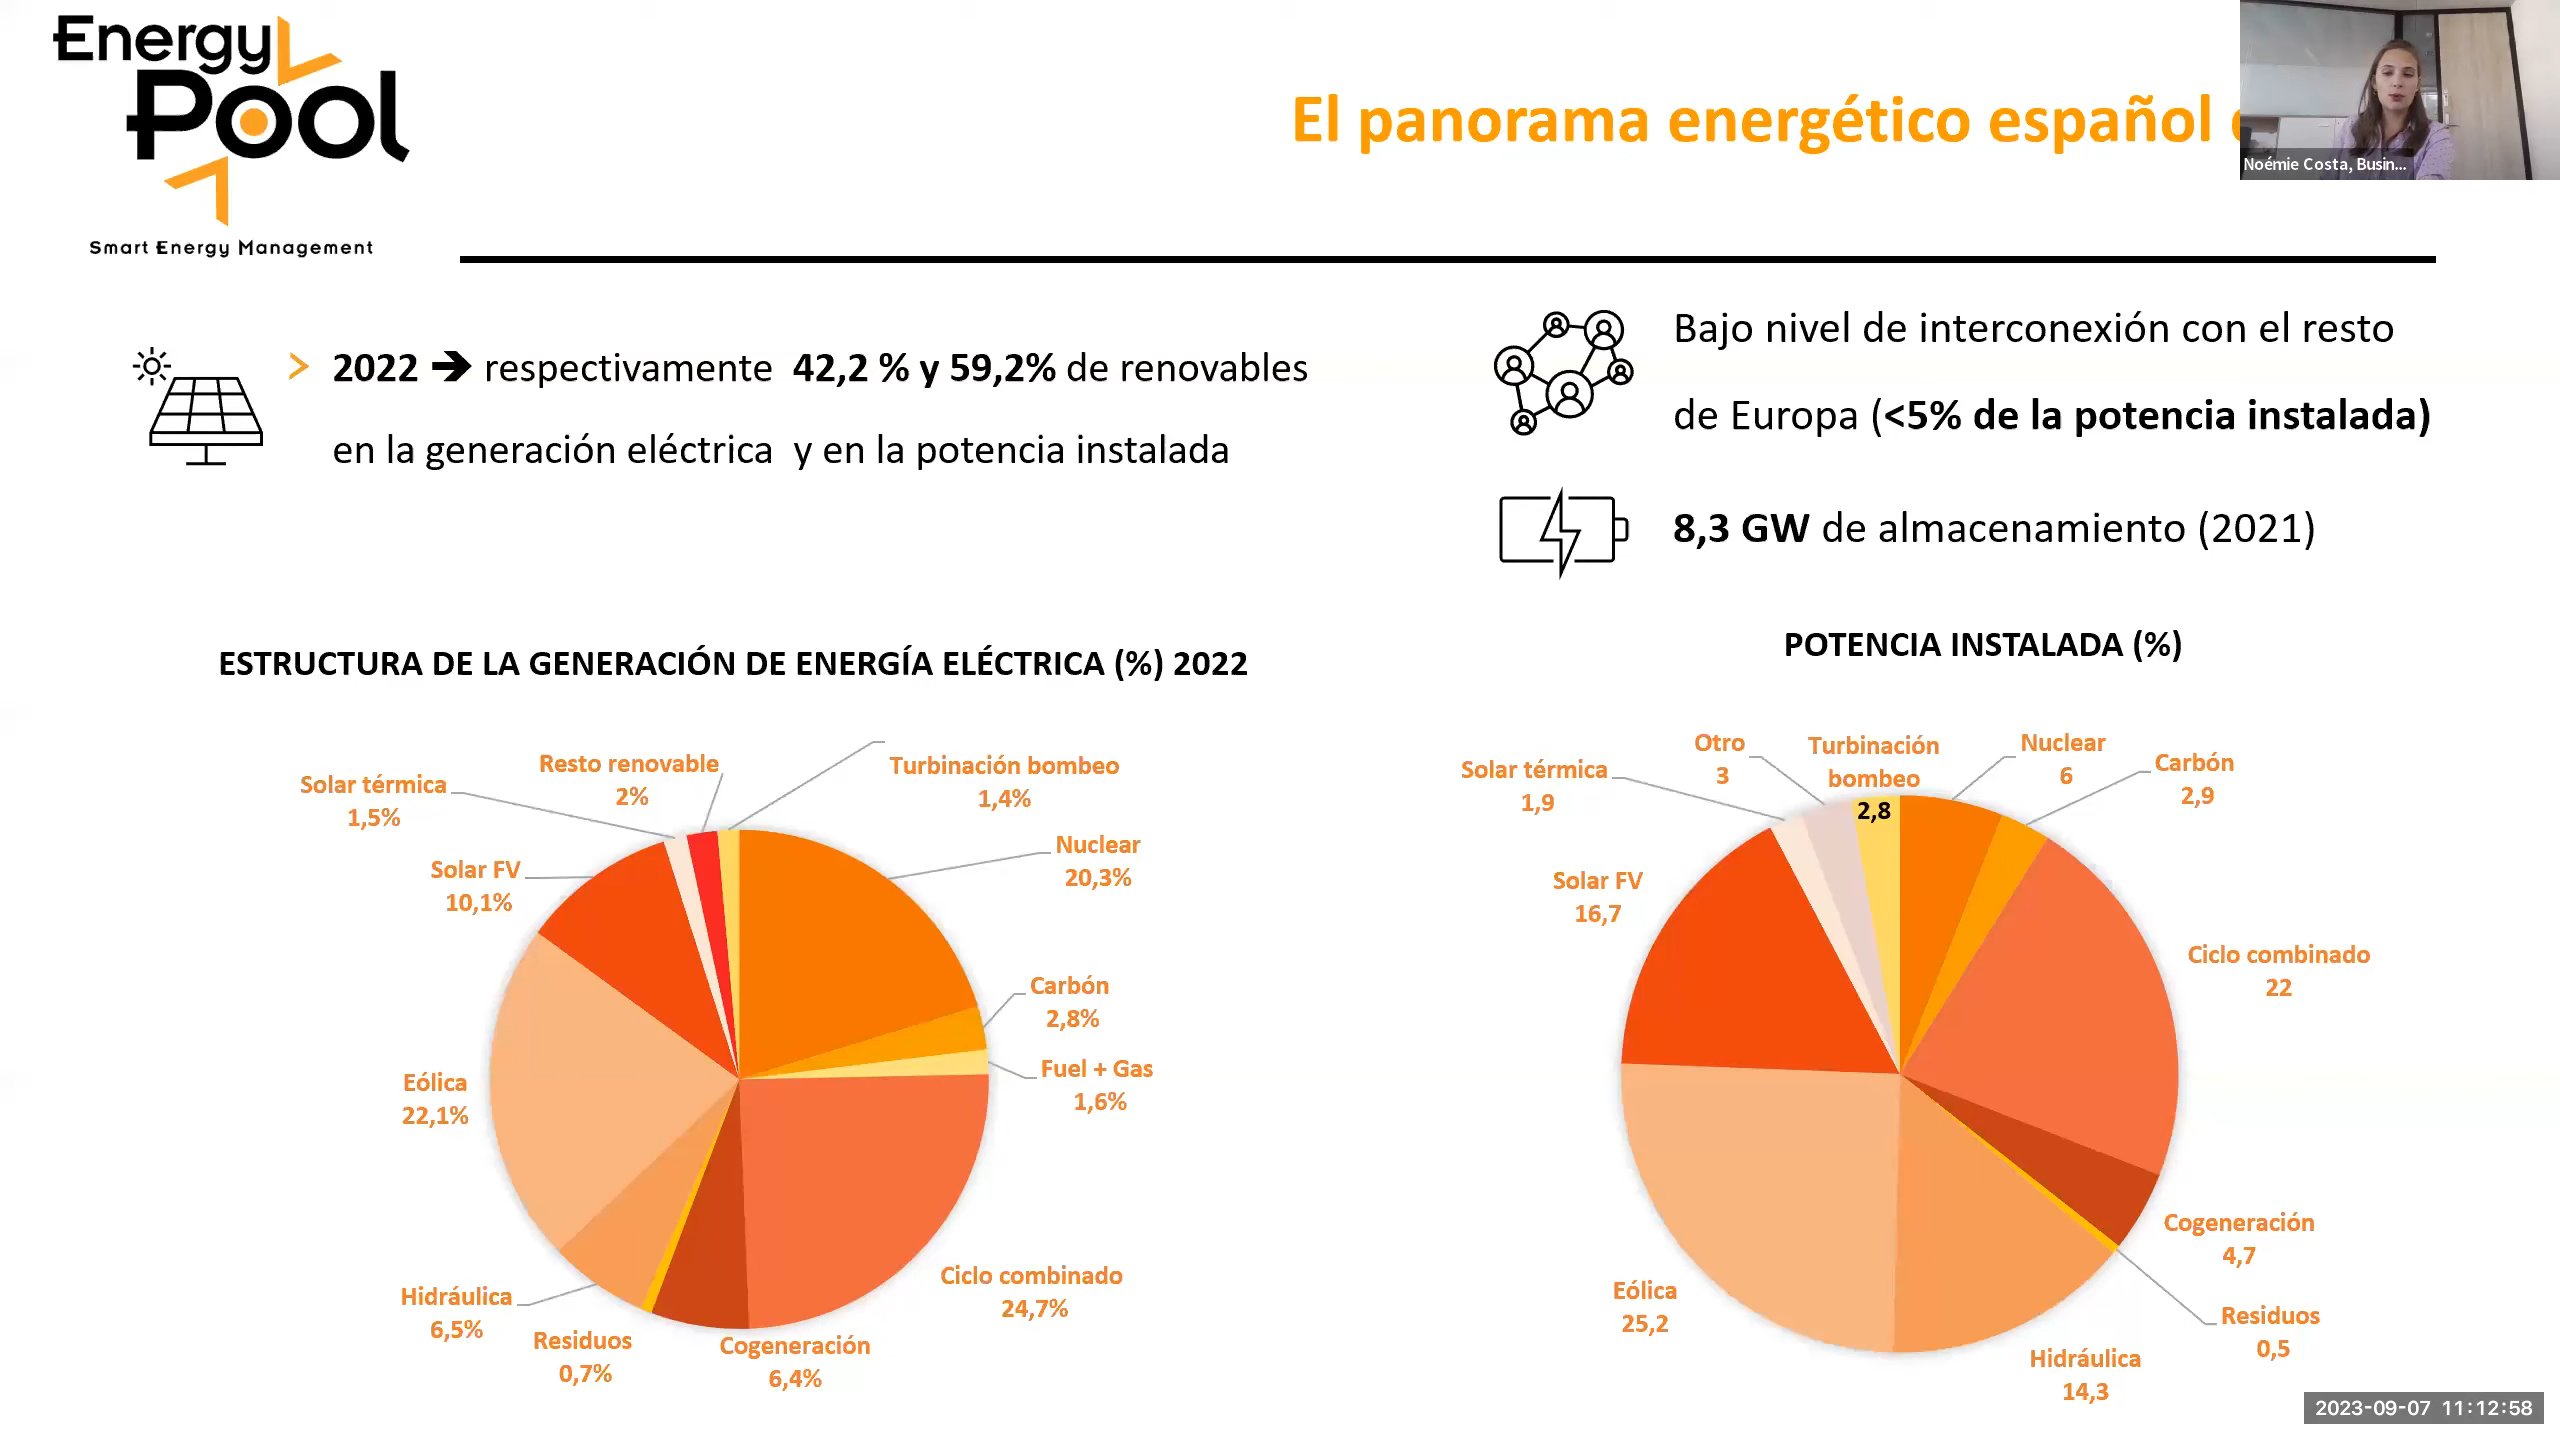 Energy
Pool
Smart Energy Management
El panorama energético español
Noémie Costa, Busin...
> 2022 ➔ respectivamente 42,2 % y 59,2% de renovables
en la generación eléctrica y en la potencia instalada
Bajo nivel de interconexión con el resto
de Europa (<5% de la potencia instalada)
8,3 GW de almacenamiento (2021)
ESTRUCTURA DE LA GENERACIÓN DE ENERGÍA ELÉCTRICA (%) 2022
Turbinación bombeo
1,4%
Nuclear
20,3%
Carbón
2,8%
Fuel + Gas
1,6%
Ciclo combinado
24,7%
Cogeneración
6,4%
Residuos
0,7%
Hidráulica
6,5%
Eólica
22,1%
Solar FV
10,1%
Solar térmica
1,5%
Resto renovable
2%
POTENCIA INSTALADA (%)
Turbinación
bombeo
2,8
Nuclear
6
Carbón
2,9
Ciclo combinado
22
Cogeneración
4,7
Residuos
0,5
Hidráulica
14,3
Eólica
25,2
Solar FV
16,7
Solar térmica
1,9
Otro
3
2023-09-07 11:12:58